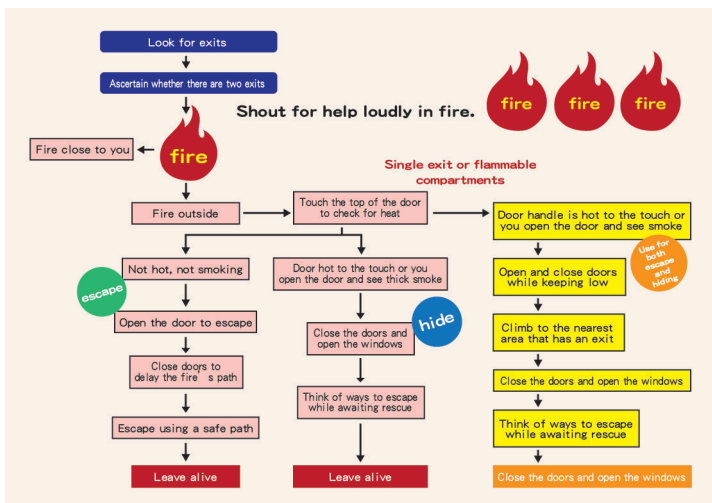 Look for exits
Ascertain whether there are two exits
Shout for help loudly in fire.
fire
fire
fire
Fire close to you
fire
Single exit or flammable
compartments
Fire outside
Touch the top of the door
to check for heat
Door handle is hot to the touch or
you open the door and see smoke
Not hot, not smoking
Door hot to the touch or you
open the door and see thick smoke
Use for
both
escape
and
hiding
Open and close doors
while keeping low
escape
Open the door to escape
hide
Close the doors and
open the windows
Climb to the nearest
area that has an exit
Close doors to
delay the fire’s path
Close the doors and open the windows
Think of ways to escape
while awaiting rescue
Escape using a safe path
Think of ways to escape
while awaiting rescue
Leave alive
Leave alive
Close the doors and open the windows